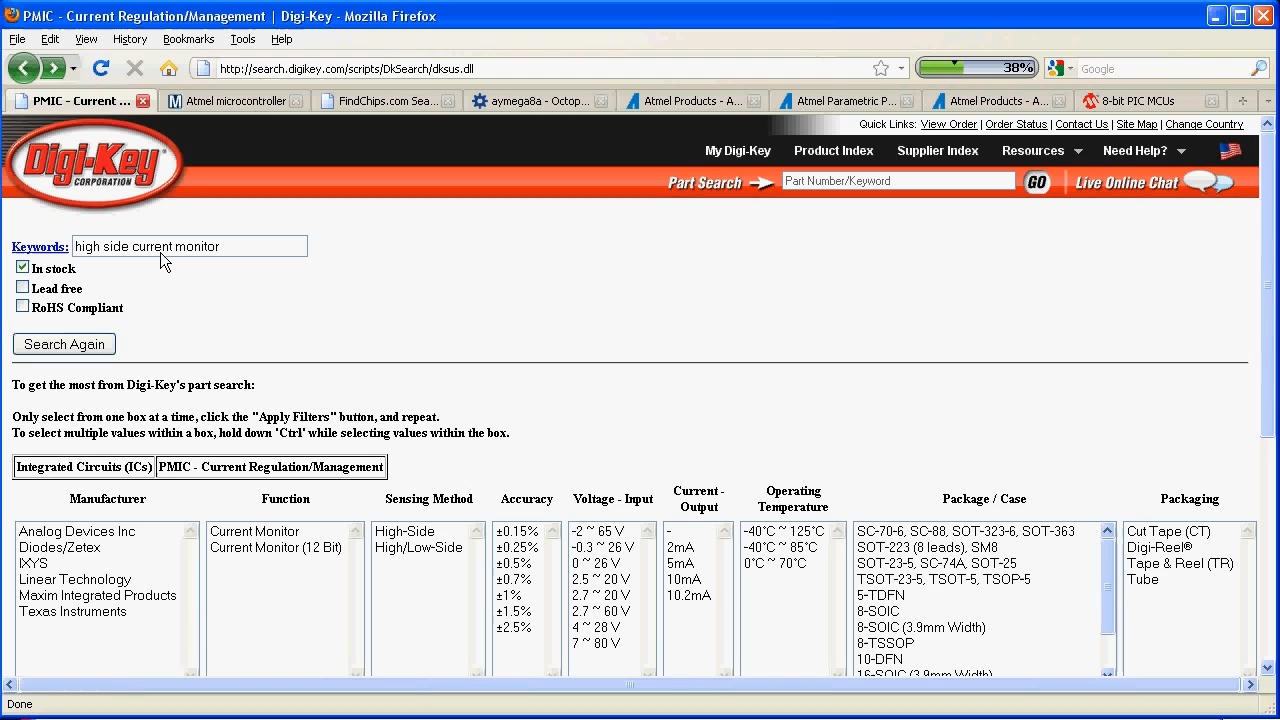 PMIC - Current Regulation/Management | Digi-Key - Mozilla Firefox
File Edit View History Bookmarks Tools Help
http://search.digikey.com/scripts/DkSearch/dksus.dll 38% Google
PMIC - Current ... Atmel microcontroller FindChips.com Sea... aymega8a - Octop... Atmel Products - A... Atmel Parametric P... Atmel Products - A... 8-bit PIC MCUs
Quick Links: View Order | Order Status | Contact Us | Site Map | Change Country
Digi-Key CORPORATION
My Digi-Key Product Index Supplier Index Resources Need Help?
Part Search Part Number/Keyword GO Live Online Chat
Keywords: high side current monitor
In stock
Lead free
RoHS Compliant
Search Again
To get the most from Digi-Key's part search:
Only select from one box at a time, click the "Apply Filters" button, and repeat.
To select multiple values within a box, hold down 'Ctrl' while selecting values within the box.
Integrated Circuits (ICs) PMIC - Current Regulation/Management
Manufacturer
Analog Devices Inc
Diodes/Zetex
IXYS
Linear Technology
Maxim Integrated Products
Texas Instruments
Function
Current Monitor
Current Monitor (12 Bit)
Sensing Method
High-Side
High/Low-Side
Accuracy
±0.15%
±0.25%
±0.5%
±0.7%
±1%
±1.5%
±2.5%
Voltage - Input
-2 ~ 65 V
-0.3 ~ 26 V
0 ~ 26 V
2.5 ~ 20 V
2.7 ~ 20 V
2.7 ~ 60 V
4 ~ 28 V
7 ~ 80 V
Current -
Output
-
2mA
5mA
10mA
10.2mA
Operating
Temperature
-40°C ~ 125°C
-40°C ~ 85°C
0°C ~ 70°C
Package / Case
SC-70-6, SC-88, SOT-323-6, SOT-363
SOT-223 (8 leads), SM8
SOT-23-5, SC-74A, SOT-25
TSOT-23-5, TSOT-5, TSOP-5
5-TDFN
8-SOIC
8-SOIC (3.9mm Width)
8-TSSOP
10-DFN
16-SOIC (3.9mm Width)
Packaging
Cut Tape (CT)
Digi-Reel®
Tape & Reel (TR)
Tube
Done